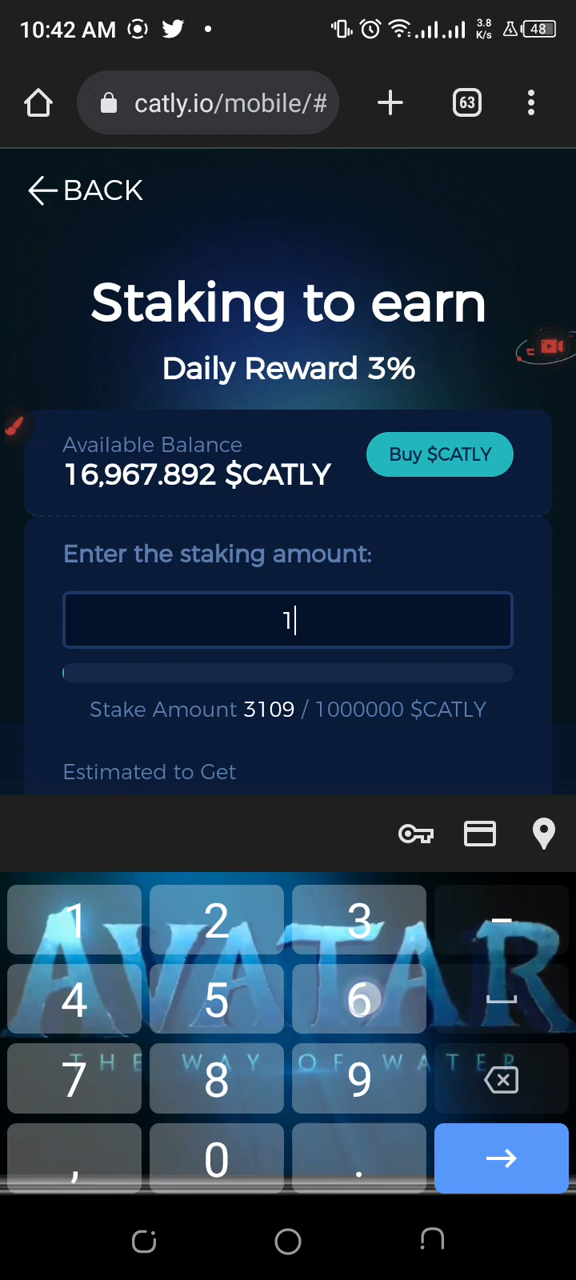 10:42 AM
3.8
K/s
48
catly.io/mobile/#
63
BACK
Staking to earn
Daily Reward 3%
Available Balance
16,967.892 $CATLY
Buy $CATLY
Enter the staking amount:
1
Stake Amount 3109 / 1000000 $CATLY
Estimated to Get
1 2 3 -
AVATAR
4 5 6
THE WAY OF WATER
7 8 9
, 0 .